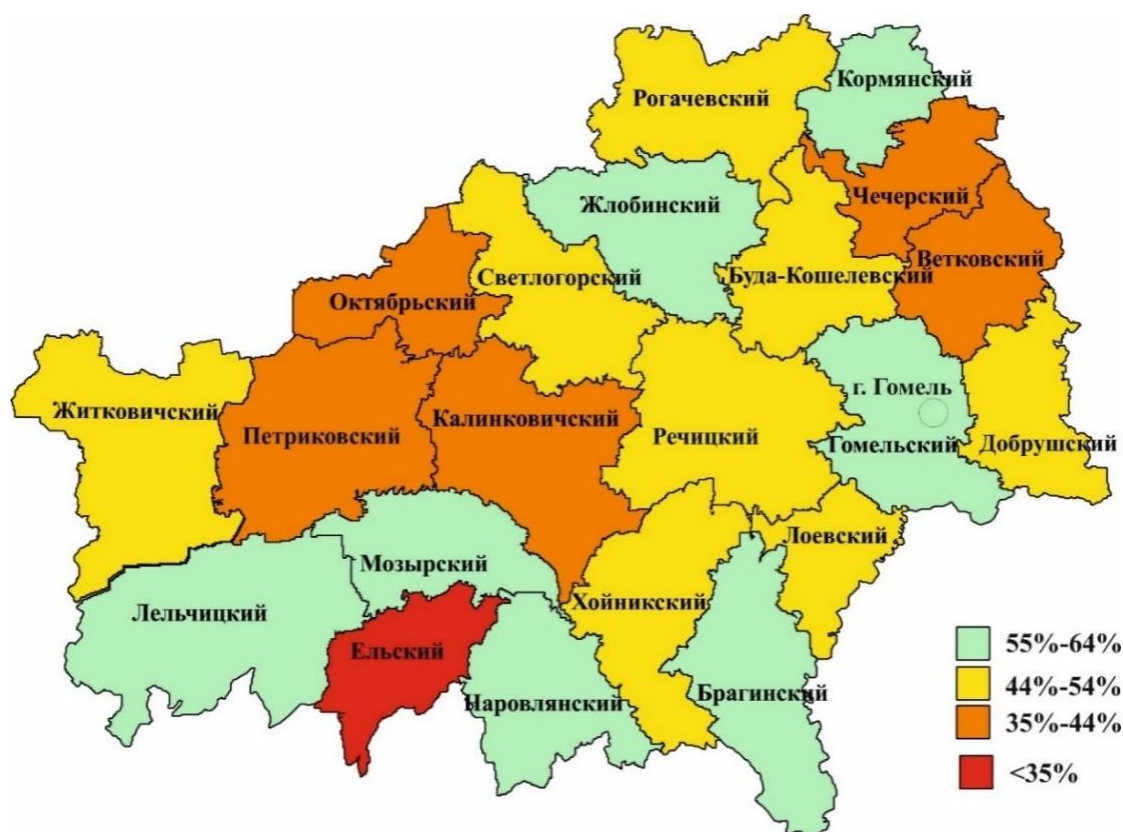 Кормянский
Рогачевский
Чечерский
Жлобинский
Ветковский
Буда-Кошелевский
Светлогорский
Октябрьский
г. Гомель
Житковичский
Калинковичский
Петриковский
Речицкий
Гомельский
Добрушский
Лоевский
Мозырский
Хойникский
Лельчицкий
Ельский
Наровлянский
Брагинский
55%-64%
44%-54%
35%-44%
<35%